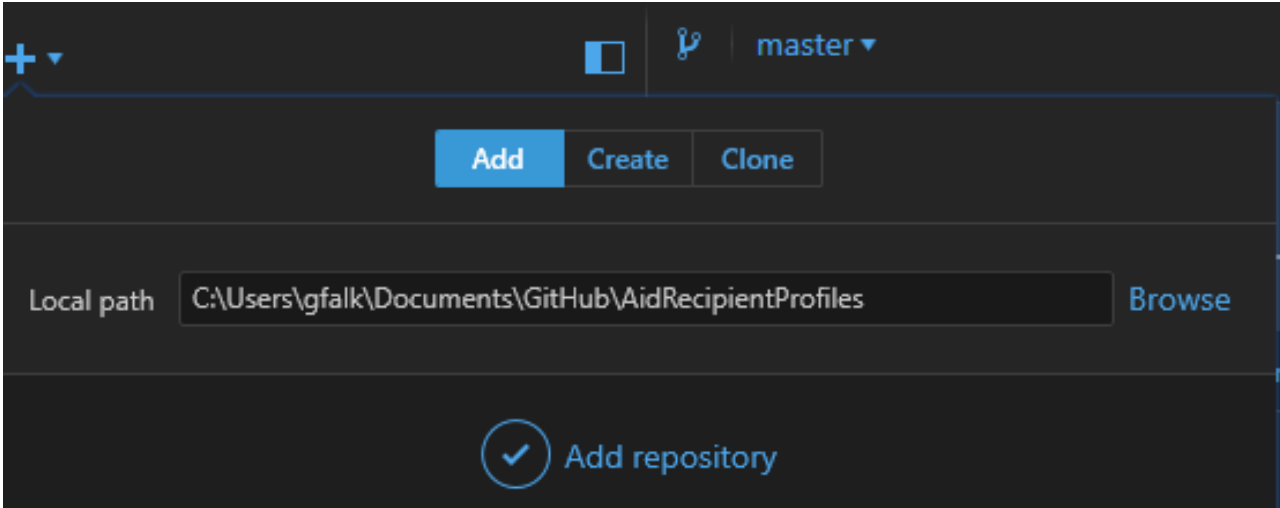 master
Add Create Clone
Local path C:\Users\gfalk\Documents\GitHub\AidRecipientProfiles Browse
Add repository